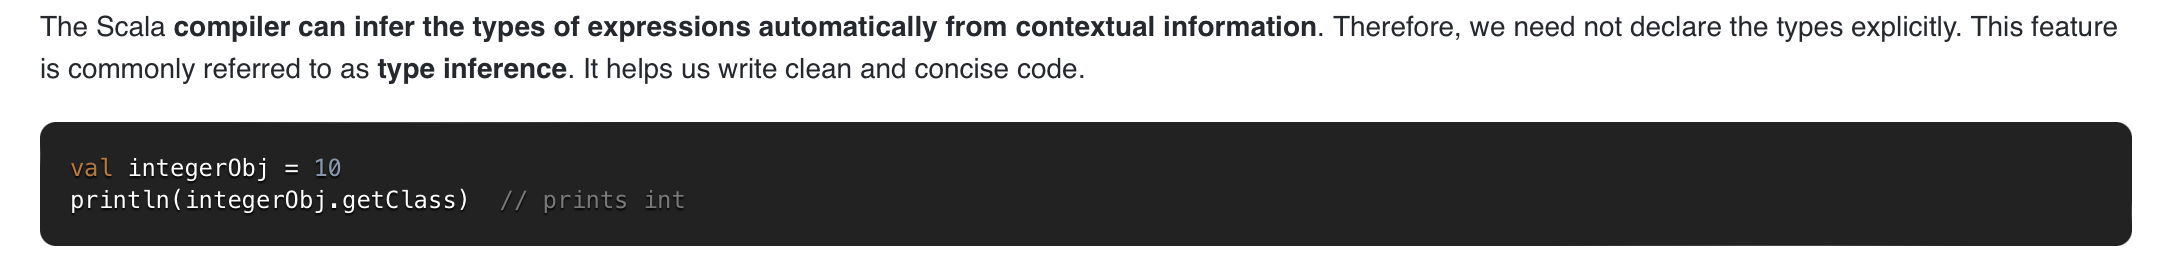 The Scala compiler can infer the types of expressions automatically from contextual information. Therefore, we need not declare the types explicitly. This feature
is commonly referred to as type inference. It helps us write clean and concise code.
val integerObj = 10
println(integerObj.getClass)  // prints int